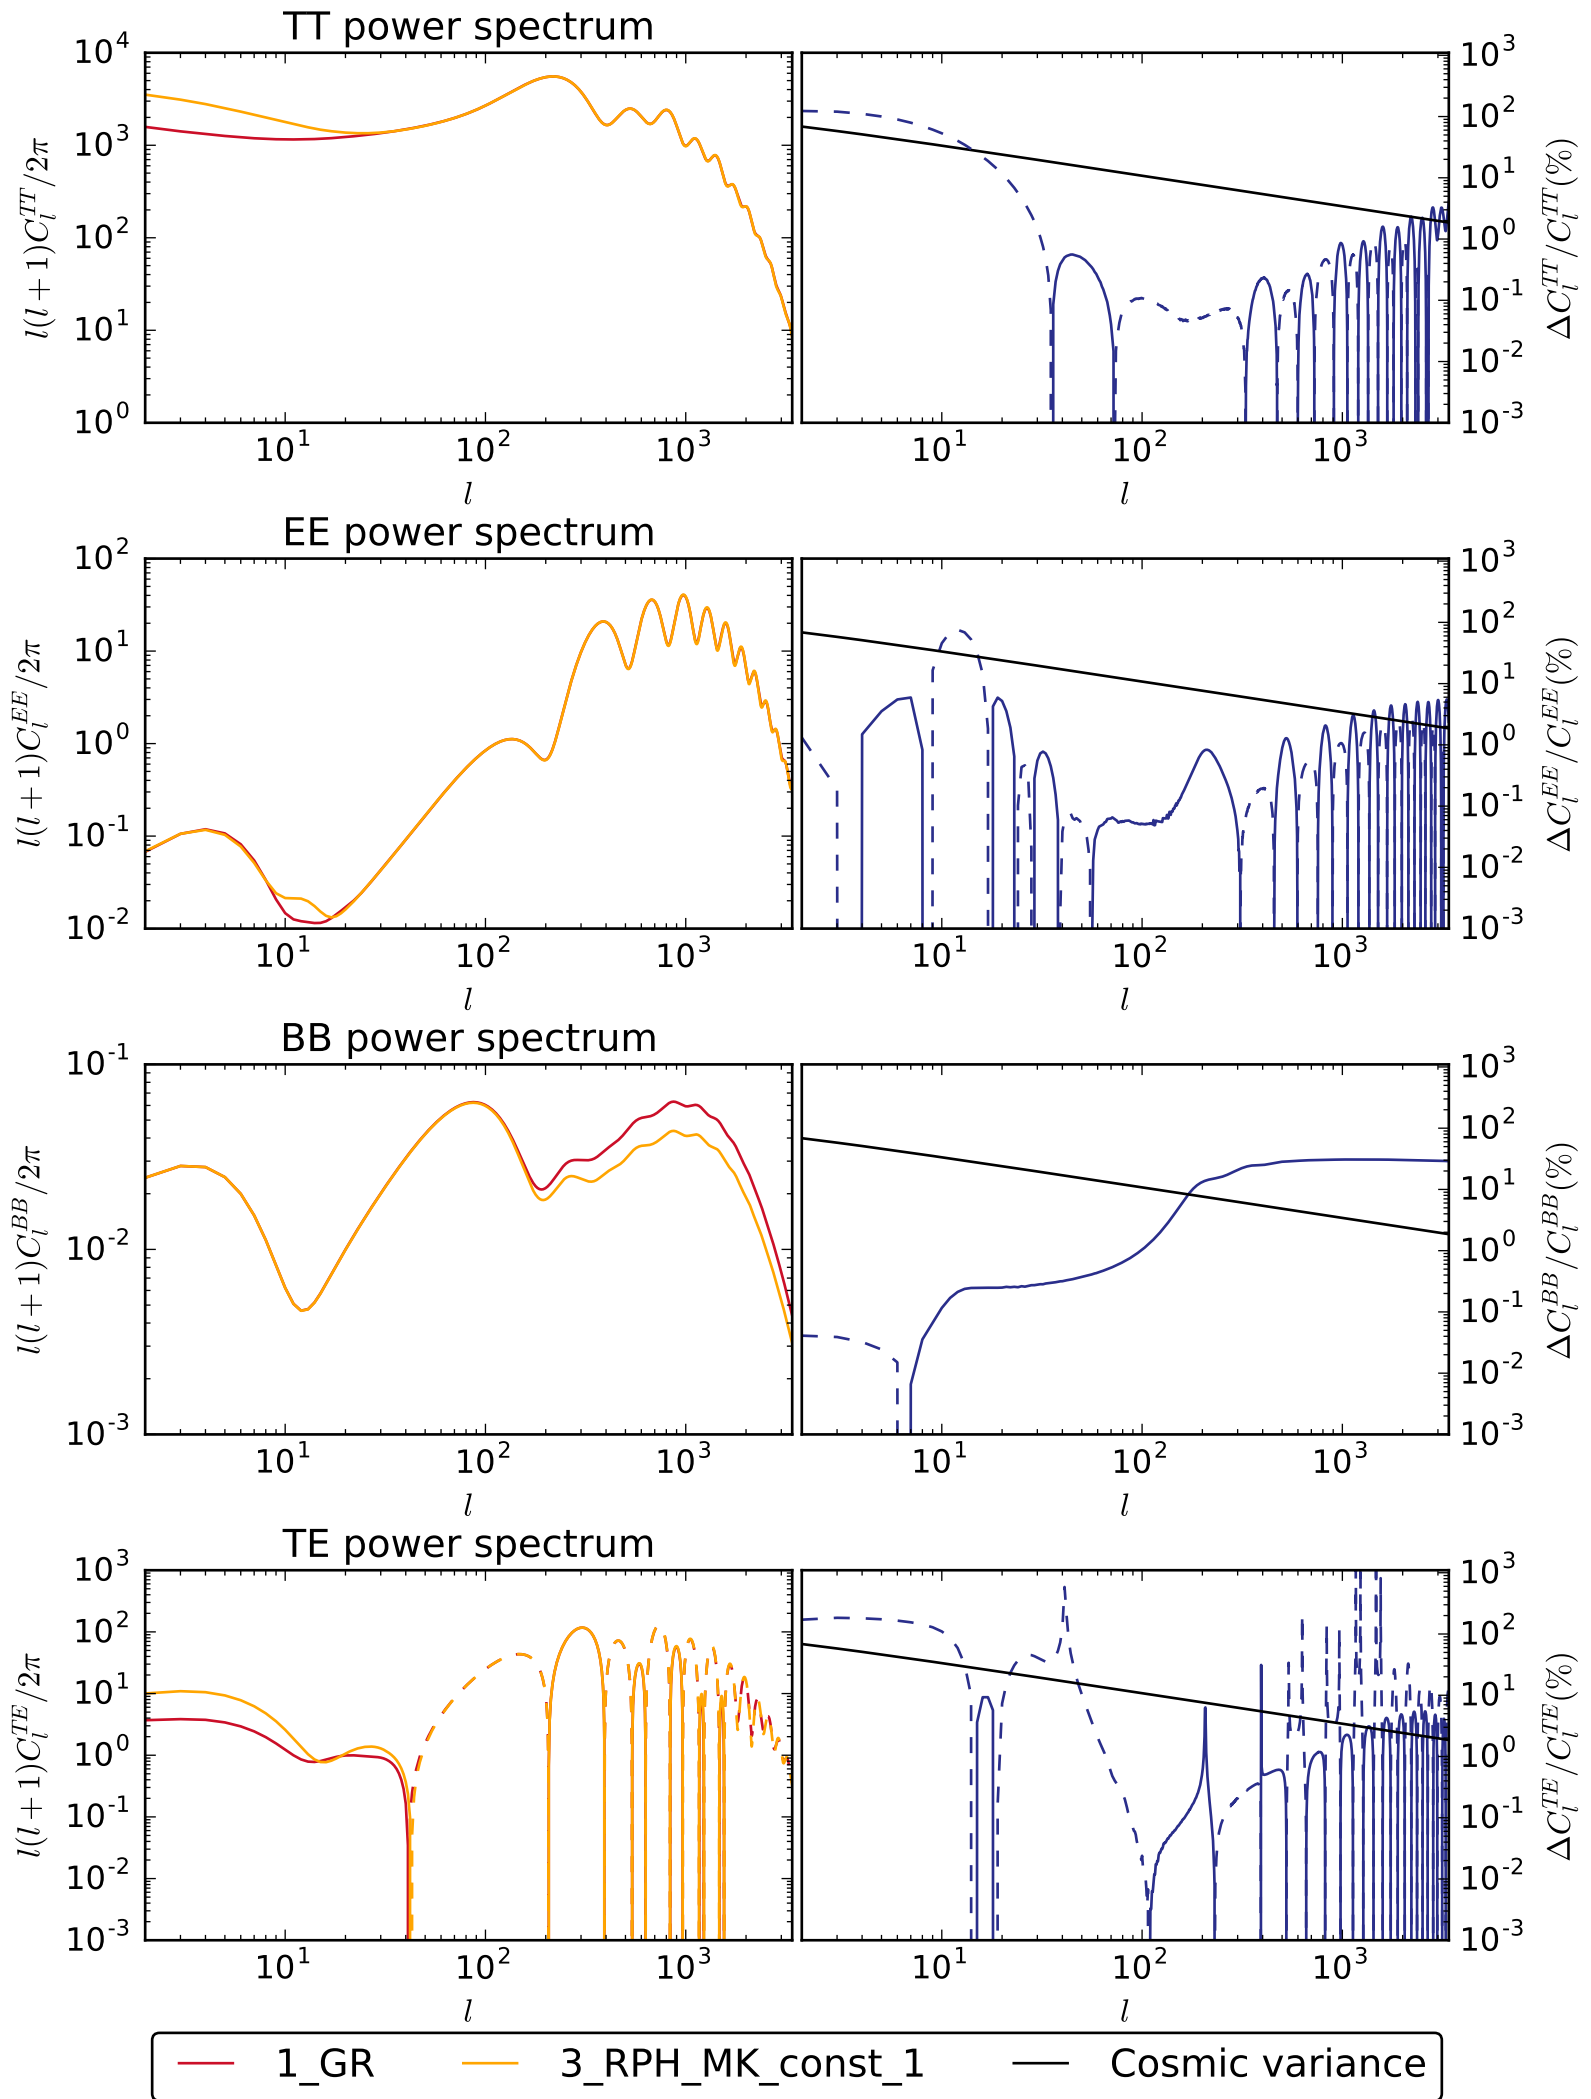 TT power spectrum
10^4
10^3
10^2
10^1
10^0
l(l + 1)C_l^{TT}/2π
10^1 10^2 10^3
l
10^3
10^2
10^1
10^0
10^-1
10^-2
10^-3
ΔC_l^{TT}/C_l^{TT}(%)
10^1 10^2 10^3
l
EE power spectrum
10^2
10^1
10^0
10^-1
10^-2
l(l + 1)C_l^{EE}/2π
10^1 10^2 10^3
l
10^3
10^2
10^1
10^0
10^-1
10^-2
10^-3
ΔC_l^{EE}/C_l^{EE}(%)
10^1 10^2 10^3
l
BB power spectrum
10^-1
10^-2
10^-3
l(l + 1)C_l^{BB}/2π
10^1 10^2 10^3
l
10^3
10^2
10^1
10^0
10^-1
10^-2
10^-3
ΔC_l^{BB}/C_l^{BB}(%)
10^1 10^2 10^3
l
TE power spectrum
10^3
10^2
10^1
10^0
10^-1
10^-2
10^-3
l(l + 1)C_l^{TE}/2π
10^1 10^2 10^3
l
10^3
10^2
10^1
10^0
10^-1
10^-2
10^-3
ΔC_l^{TE}/C_l^{TE}(%)
10^1 10^2 10^3
l
1_GR 3_RPH_MK_const_1 Cosmic variance